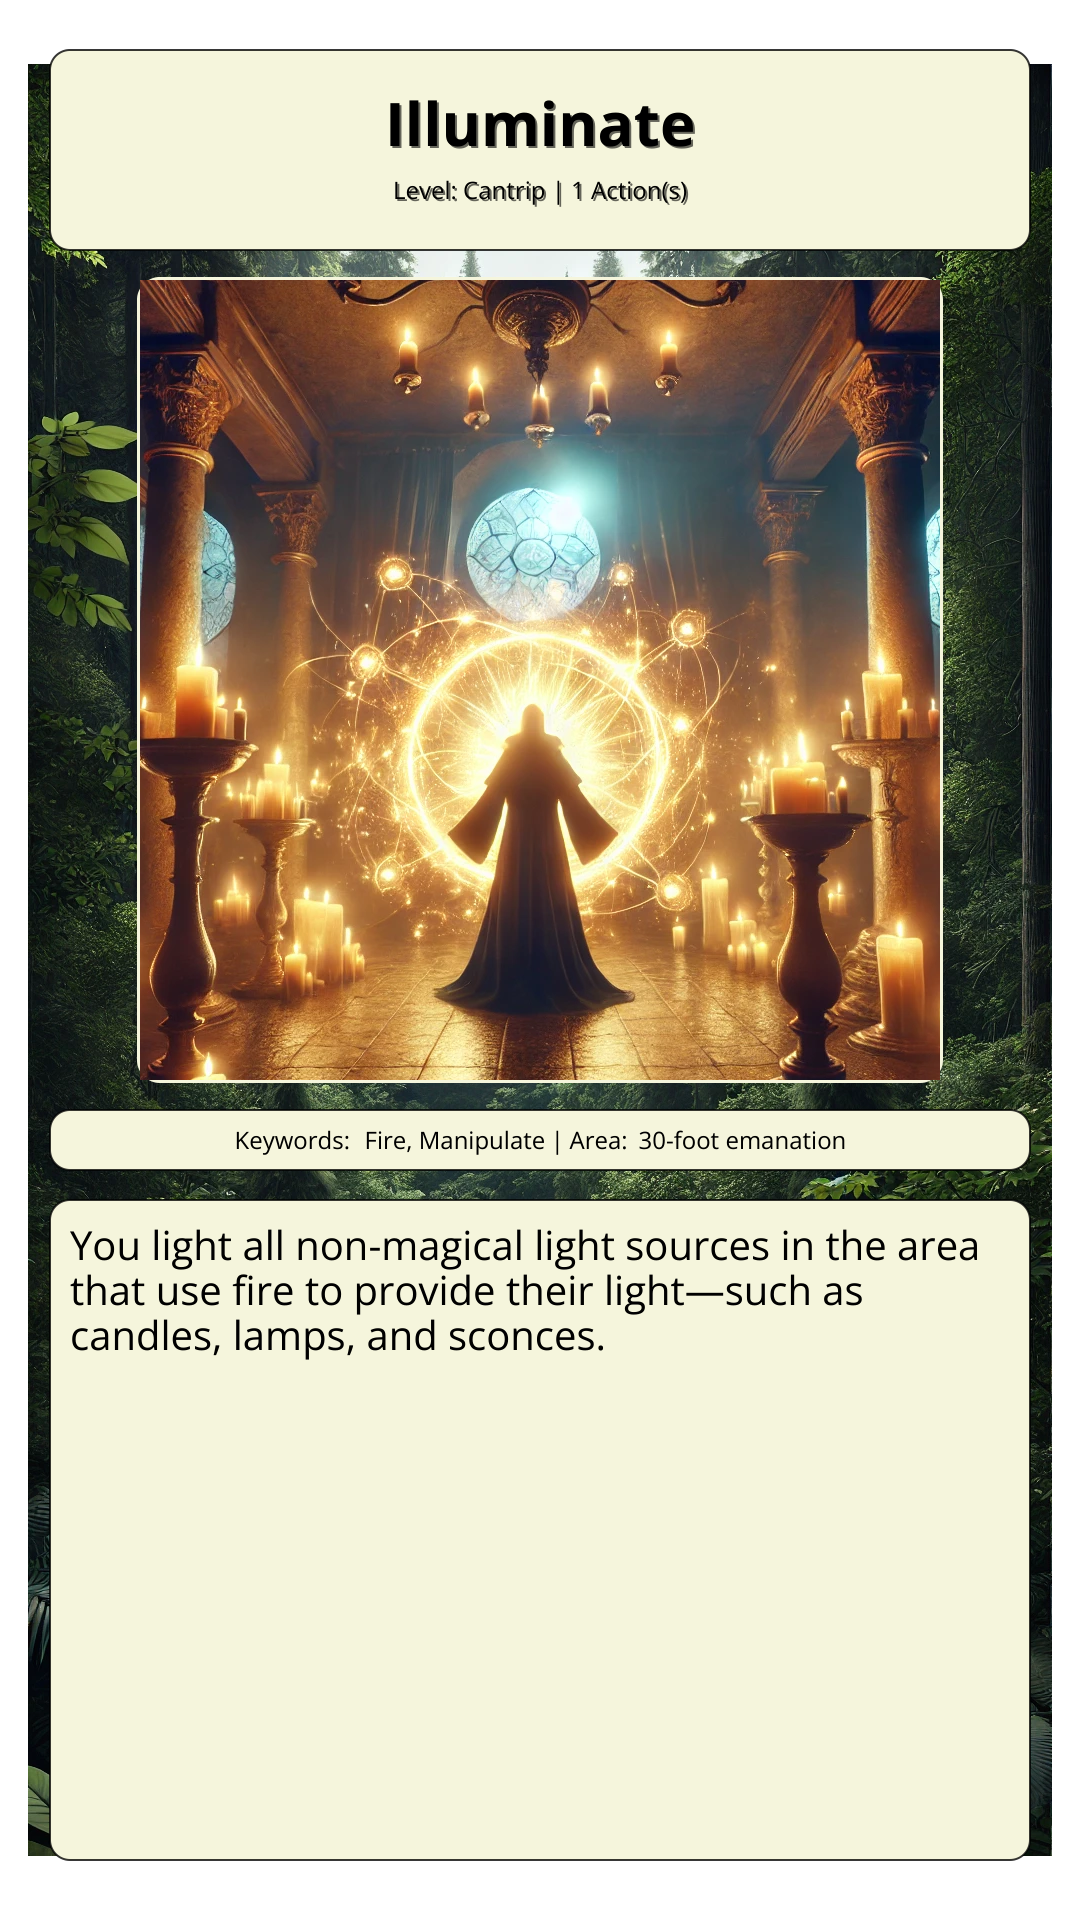 Illuminate
Level: Cantrip | 1 Action(s)
Keywords: Fire, Manipulate | Area: 30-foot emanation
You light all non-magical light sources in the area
that use fire to provide their light—such as
candles, lamps, and sconces.